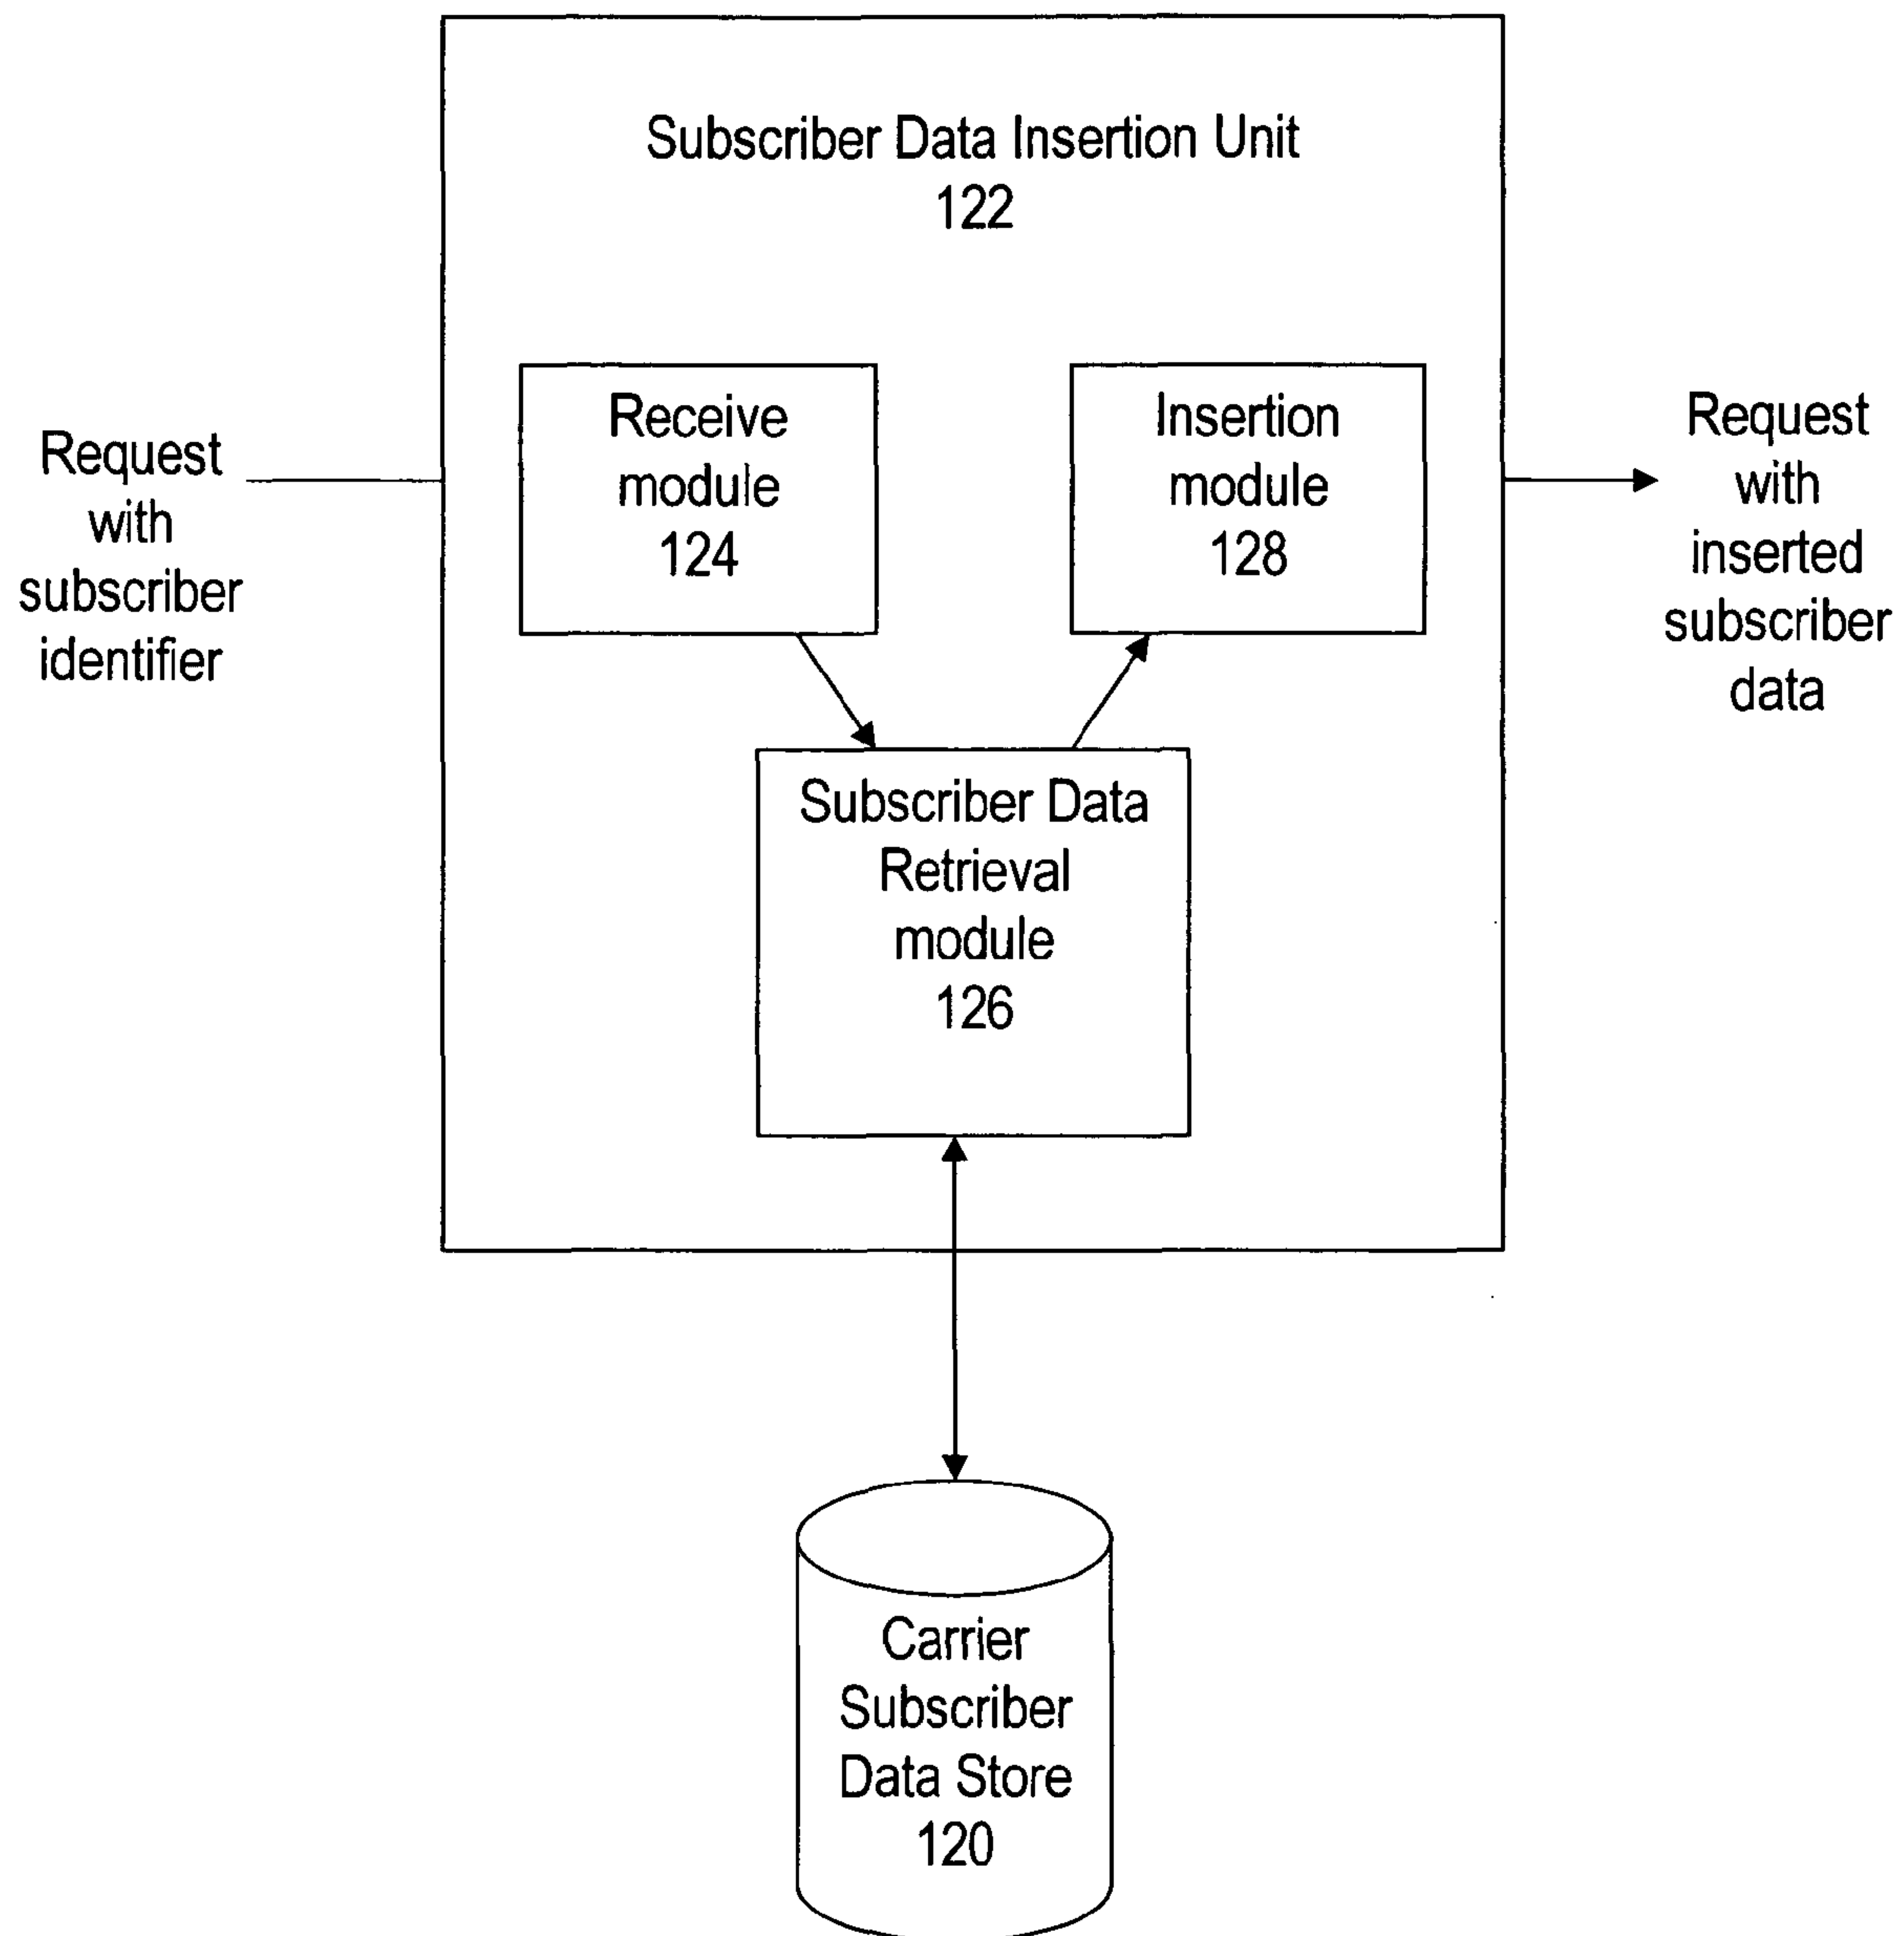 Subscriber Data Insertion Unit
122
Request
with
subscriber
identifier
Receive
module
124
Insertion
module
128
Request
with
inserted
subscriber
data
Subscriber Data
Retrieval
module
126
Carrier
Subscriber
Data Store
120